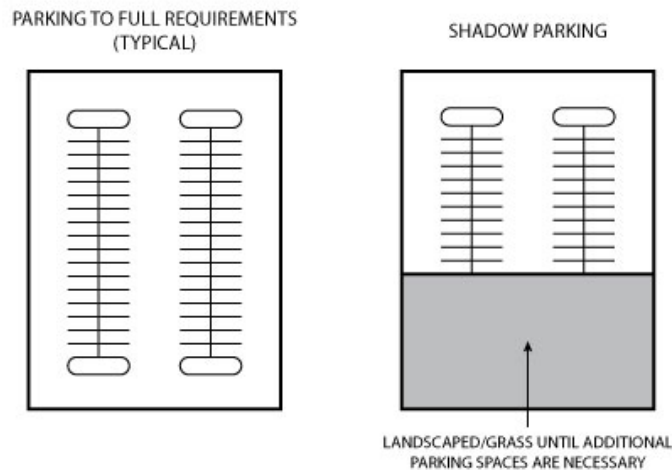 PARKING TO FULL REQUIREMENTS
(TYPICAL)
SHADOW PARKING
LANDSCAPED/GRASS UNTIL ADDITIONAL
PARKING SPACES ARE NECESSARY